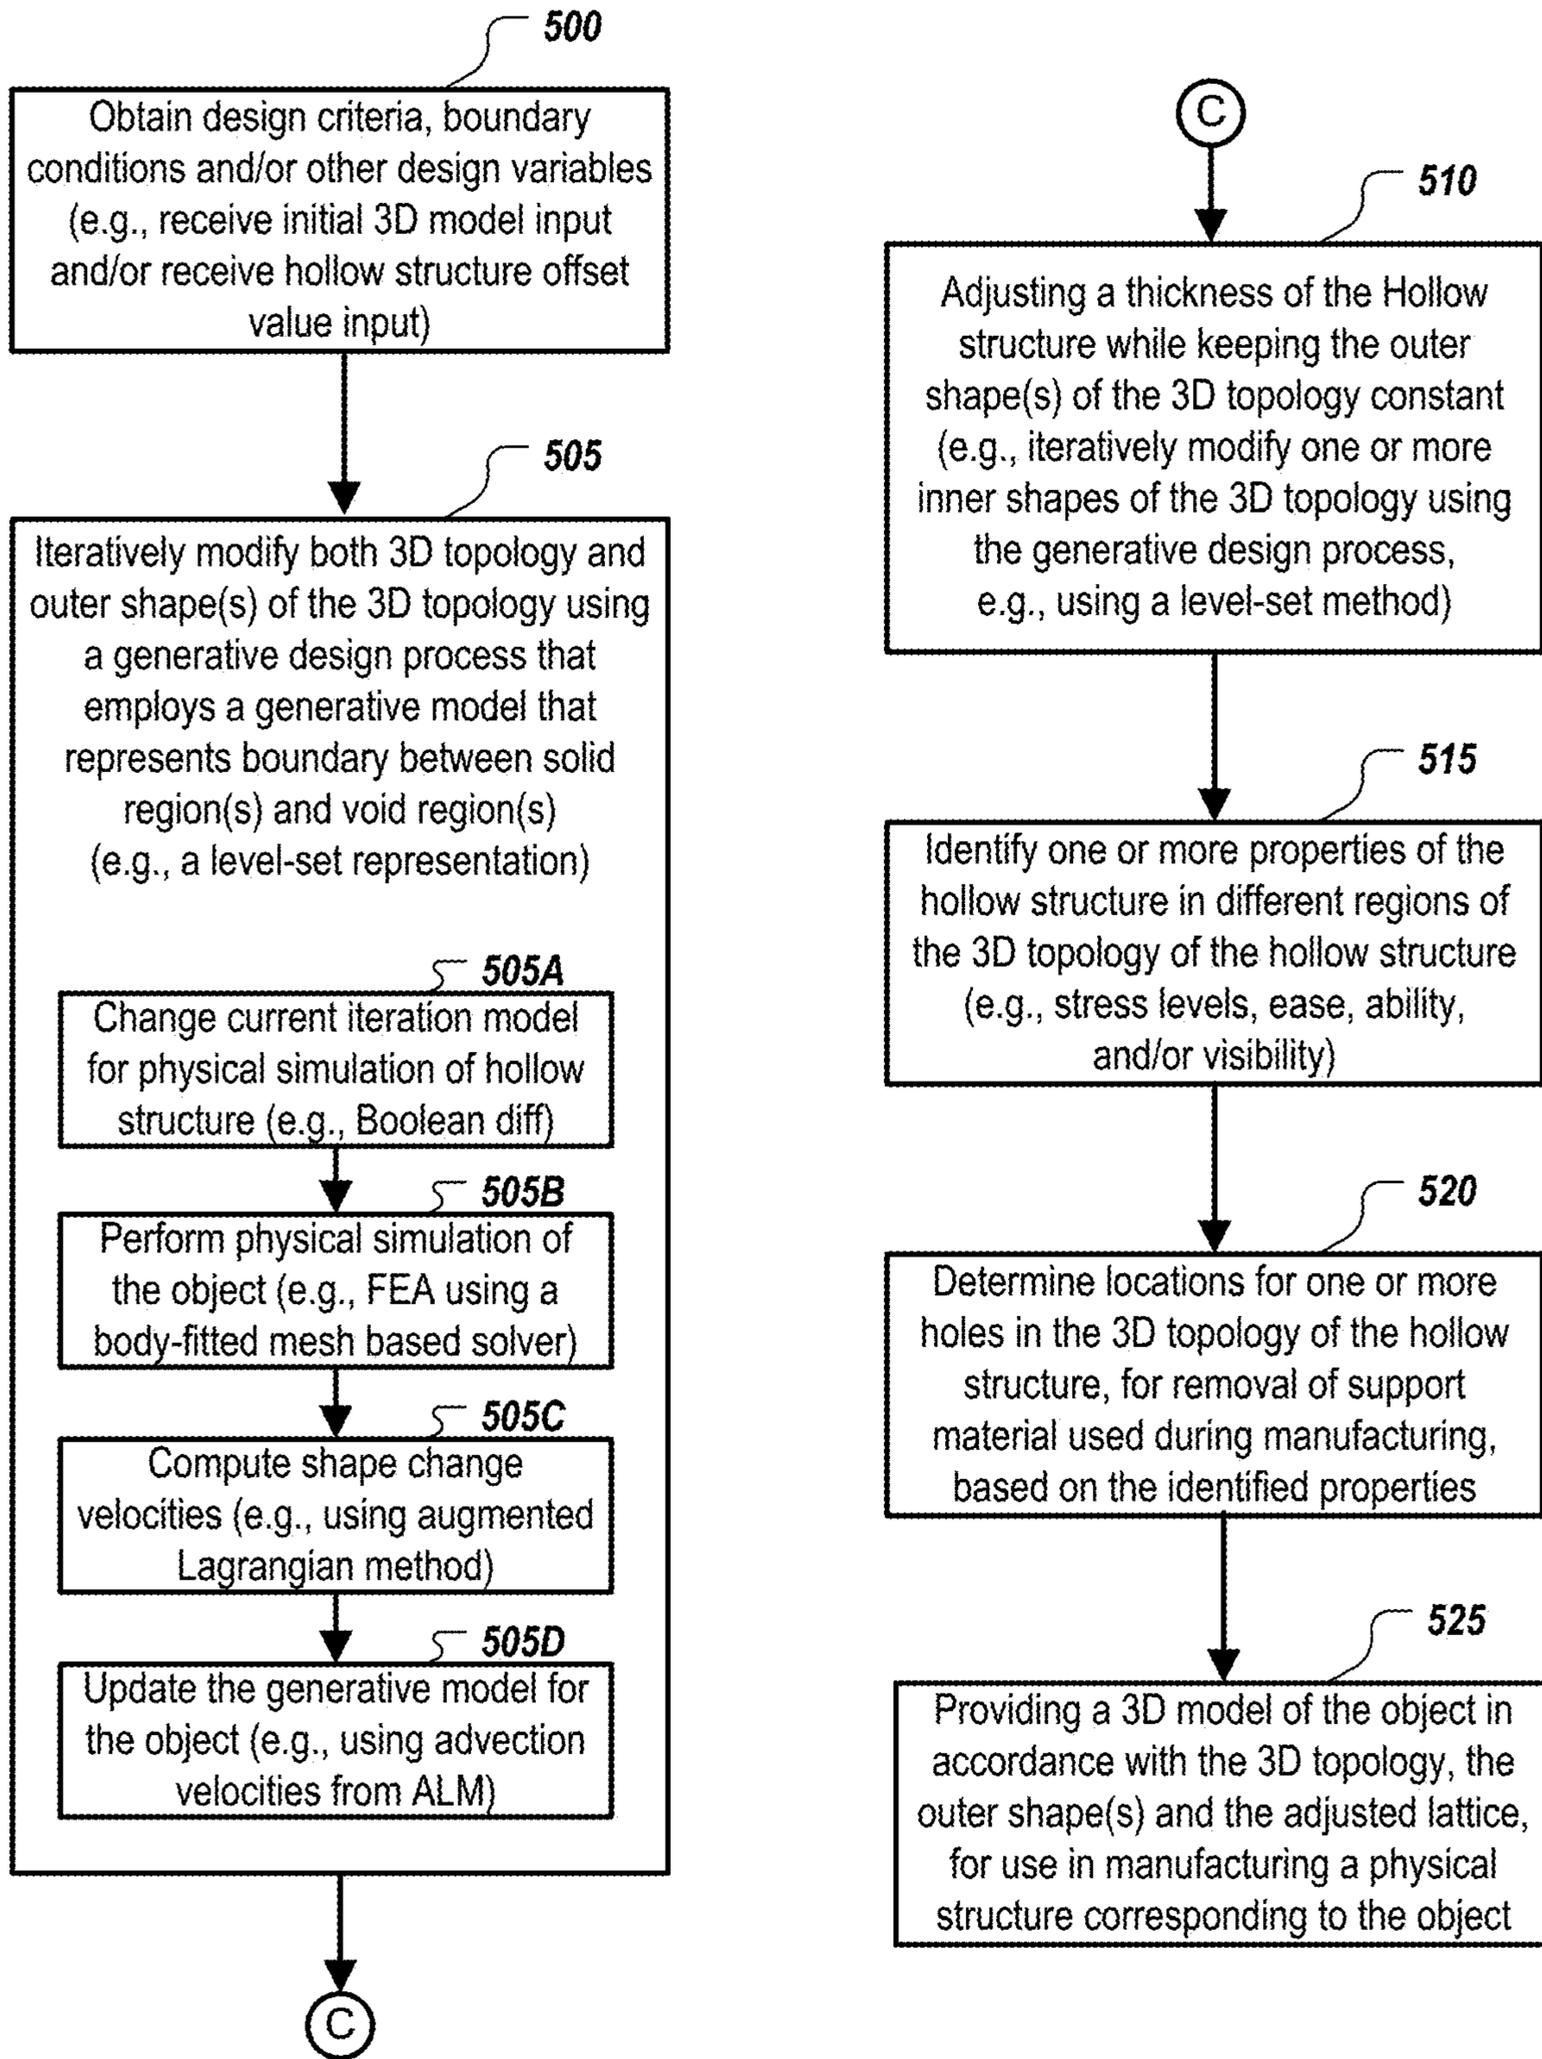 500
Obtain design criteria, boundary
conditions and/or other design variables
(e.g., receive initial 3D model input
and/or receive hollow structure offset
value input)
505
Iteratively modify both 3D topology and
outer shape(s) of the 3D topology using
a generative design process that
employs a generative model that
represents boundary between solid
region(s) and void region(s)
(e.g., a level-set representation)
505A
Change current iteration model
for physical simulation of hollow
structure (e.g., Boolean diff)
505B
Perform physical simulation of
the object (e.g., FEA using a
body-fitted mesh based solver)
505C
Compute shape change
velocities (e.g., using augmented
Lagrangian method)
505D
Update the generative model for
the object (e.g., using advection
velocities from ALM)
C
C
510
Adjusting a thickness of the Hollow
structure while keeping the outer
shape(s) of the 3D topology constant
(e.g., iteratively modify one or more
inner shapes of the 3D topology using
the generative design process,
e.g., using a level-set method)
515
Identify one or more properties of the
hollow structure in different regions of
the 3D topology of the hollow structure
(e.g., stress levels, ease, ability,
and/or visibility)
520
Determine locations for one or more
holes in the 3D topology of the hollow
structure, for removal of support
material used during manufacturing,
based on the identified properties
525
Providing a 3D model of the object in
accordance with the 3D topology, the
outer shape(s) and the adjusted lattice,
for use in manufacturing a physical
structure corresponding to the object